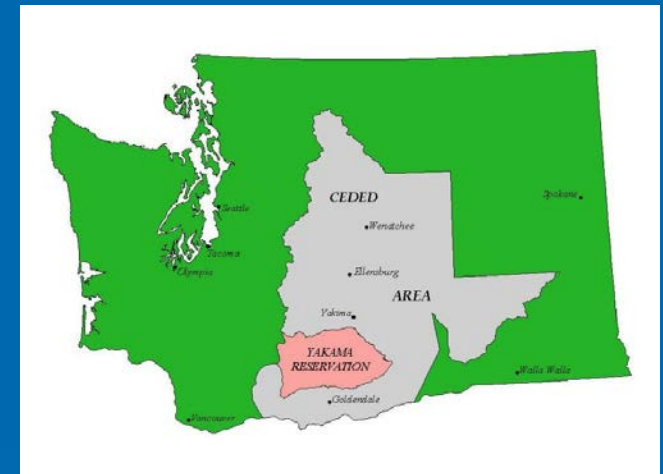 CEDED
Spokane
Seattle
Wenatchee
Tacoma
Olympia
Ellensburg
AREA
Yakima
YAKAMA
RESERVATION
Walla Walla
Goldendale
Vancouver